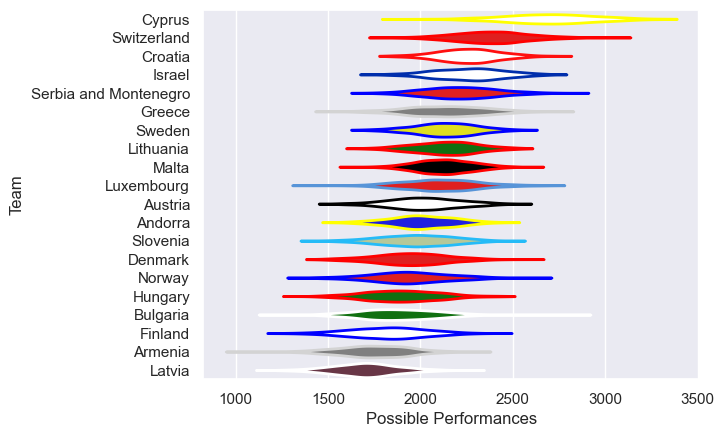 Cyprus
Switzerland
Croatia
Israel
Serbia and Montenegro
Greece
Sweden
Lithuania
Malta
Luxembourg
Austria
Andorra
Slovenia
Denmark
Norway
Hungary
Bulgaria
Finland
Armenia
Latvia
Team
1000 1500 2000 2500 3000 3500
Possible Performances